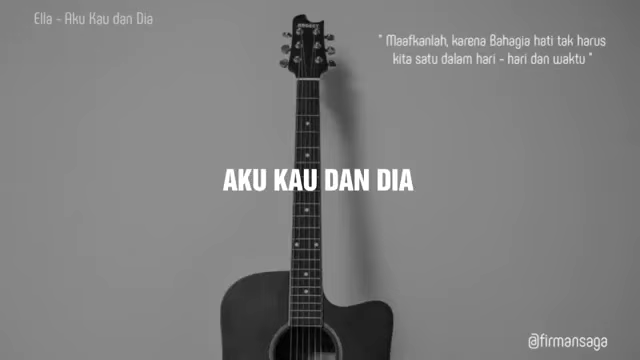 Ella - Aku Kau dan Dia
" Maafkanlah, karena Bahagia hati tak harus
kita satu dalam hari - hari dan waktu "
AKU KAU DAN DIA
@firmansaga